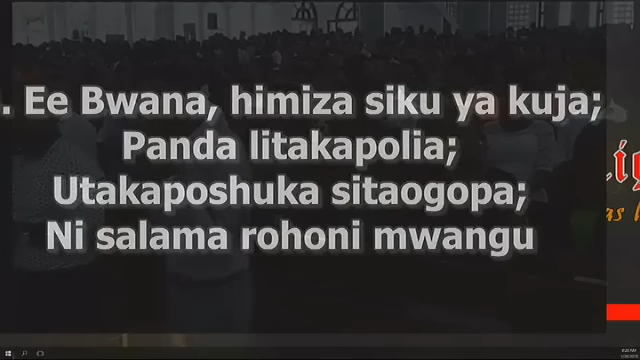 . Ee Bwana, himiza siku ya kuja;
Panda litakapolia;
Utakaposhuka sitaogopa;
Ni salama rohoni mwangu